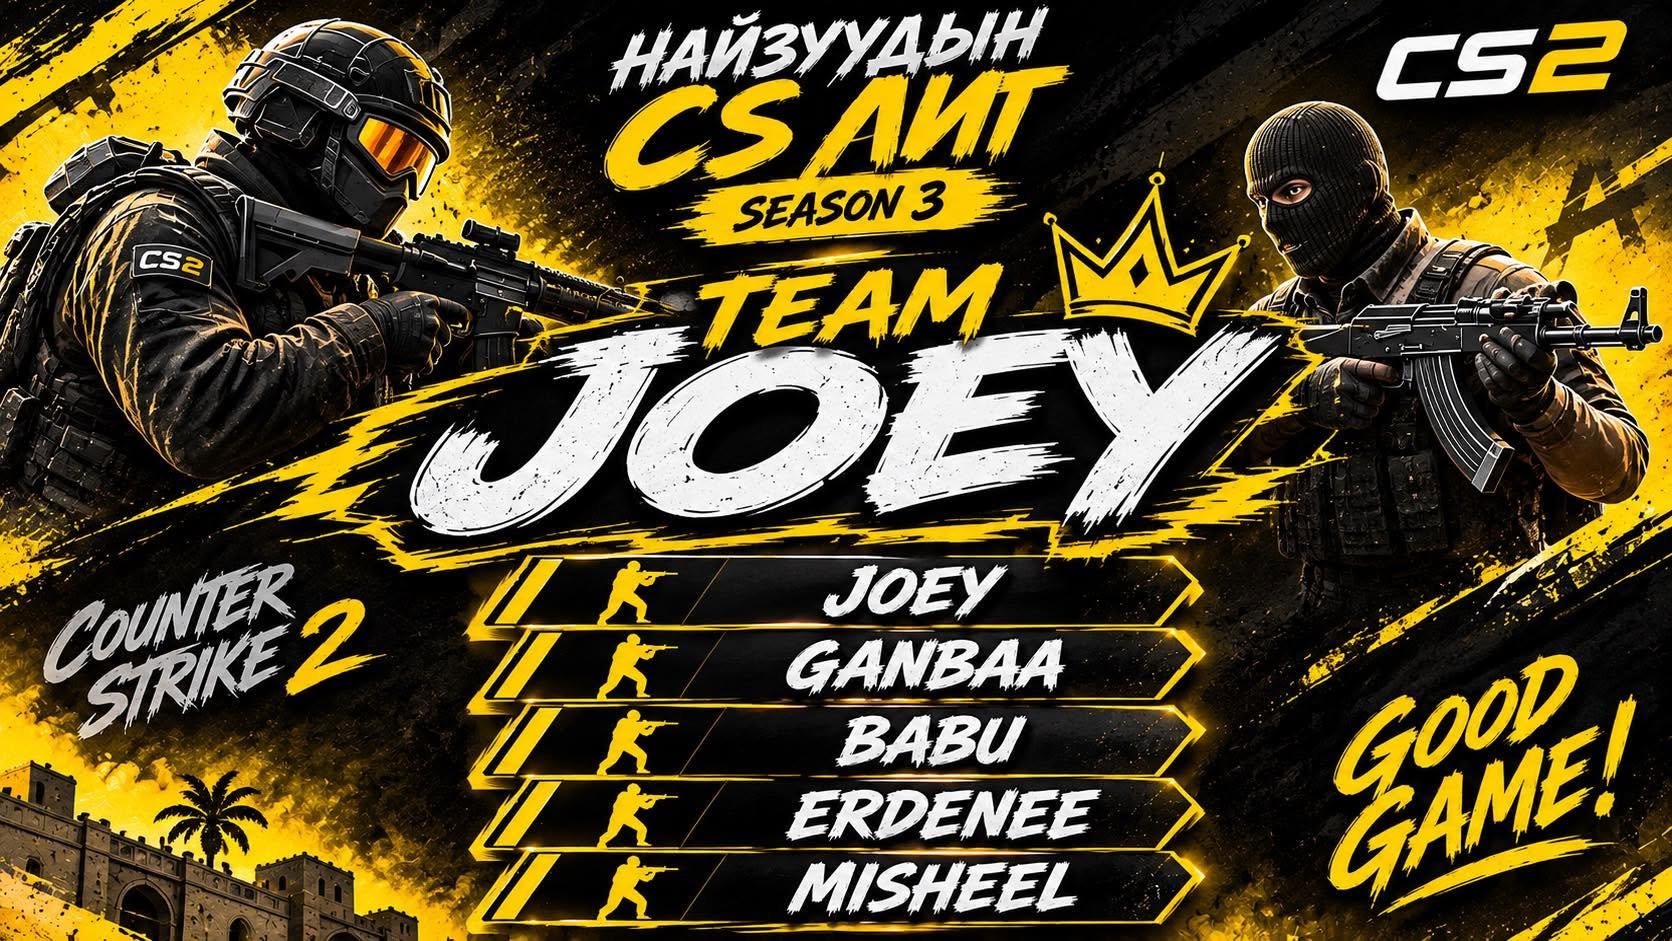 НАЙЗУУДЫН
CS ЛИГ
SEASON 3
CS2
CS2
TEAM
JOEY
COUNTER
STRIKE 2
JOEY
GANBAA
BABU
ERDENEE
MISHEEL
GOOD
GAME!